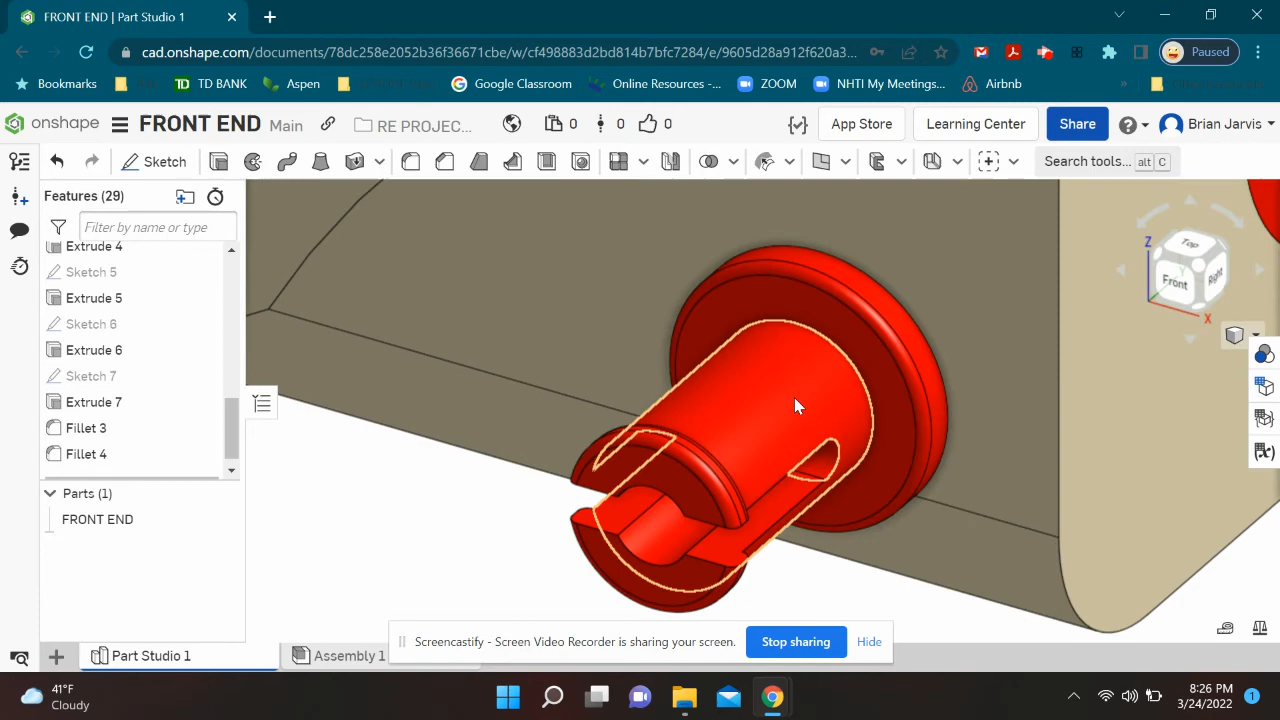 FRONT END | Part Studio 1
cad.onshape.com/documents/78dc258e2052b36f36671cbe/w/cf498883d2bd814b7bfc7284/e/9605d28a912f620a3...
Paused
Bookmarks
TD BANK
Aspen
Google Classroom
Online Resources -...
ZOOM
NHTI My Meetings...
Airbnb
»
onshape
FRONT END
Main
RE PROJEC...
0
0
0
App Store
Learning Center
Share
Brian Jarvis
Sketch
Search tools...
alt C
Features (29)
Filter by name or type
Extrude 4
Sketch 5
Extrude 5
Sketch 6
Extrude 6
Sketch 7
Extrude 7
Fillet 3
Fillet 4
Parts (1)
FRONT END
Z
Top
Front
Right
X
Screencastify - Screen Video Recorder is sharing your screen.
Stop sharing
Hide
Part Studio 1
Assembly 1
41°F
Cloudy
8:26 PM
3/24/2022
1